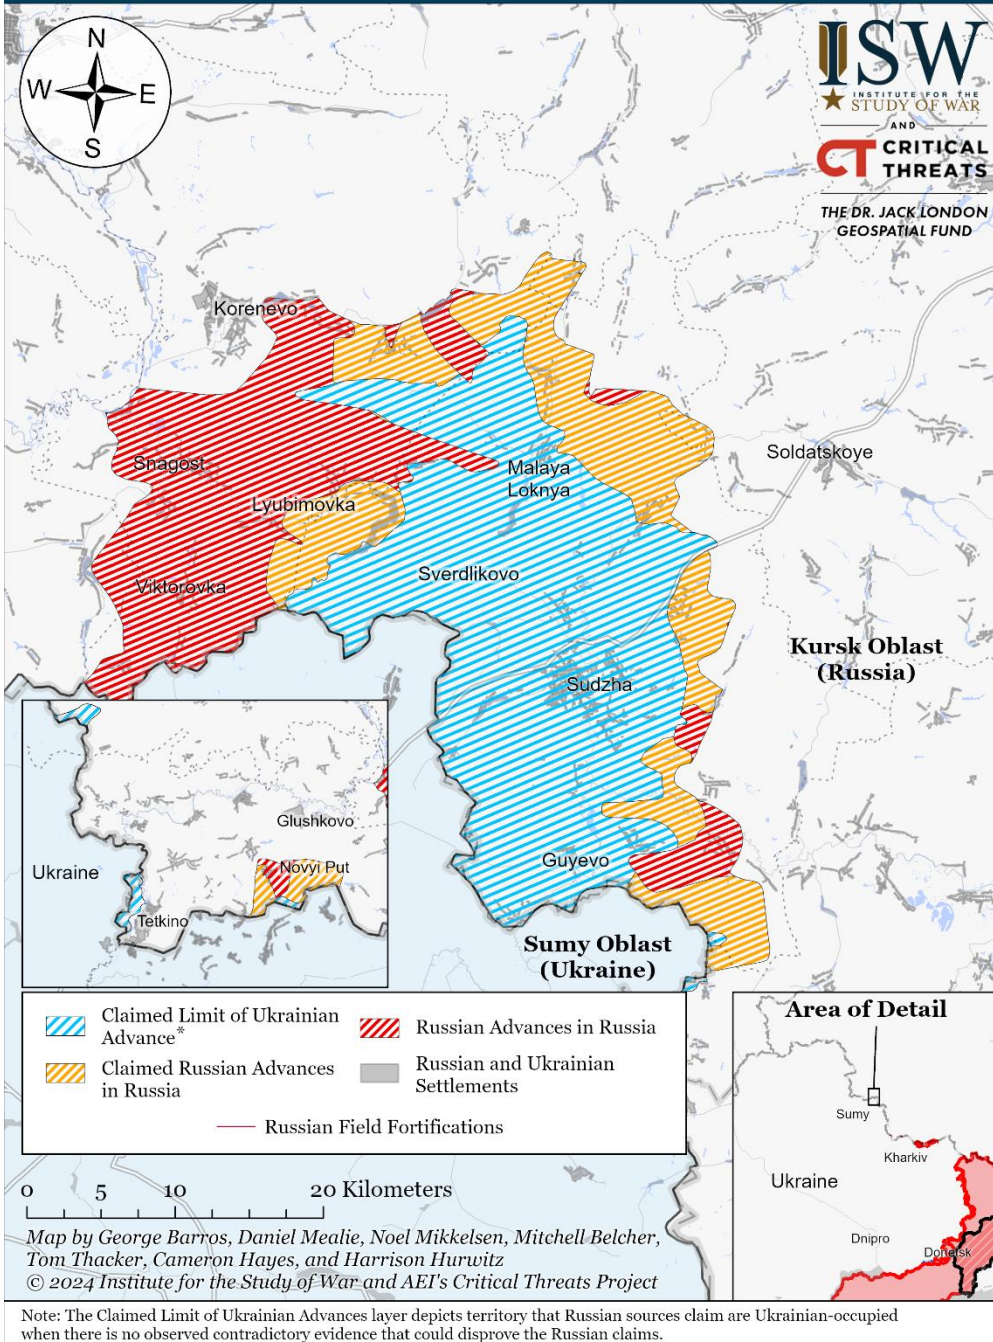 N
W E
S
ISW
INSTITUTE FOR THE
STUDY OF WAR
AND
CT CRITICAL
THREATS
THE DR. JACK LONDON
GEOSPATIAL FUND
Korenevo
Snagost
Lyubimovka
Malaya
Loknya
Soldatskoye
Viktorovka
Sverdlikovo
Kursk Oblast
(Russia)
Sudzha
Guyevo
Sumy Oblast
(Ukraine)
Glushkovo
Ukraine
Novyi Put
Tetkino
Claimed Limit of Ukrainian
Advance*
Russian Advances in Russia
Claimed Russian Advances
in Russia
Russian and Ukrainian
Settlements
Russian Field Fortifications
Area of Detail
Sumy
Kharkiv
Ukraine
Dnipro
Donetsk
0 5 10 20 Kilometers
Map by George Barros, Daniel Mealie, Noel Mikkelsen, Mitchell Belcher,
Tom Thacker, Cameron Hayes, and Harrison Hurwitz
© 2024 Institute for the Study of War and AEI's Critical Threats Project
Note: The Claimed Limit of Ukrainian Advances layer depicts territory that Russian sources claim are Ukrainian-occupied
when there is no observed contradictory evidence that could disprove the Russian claims.